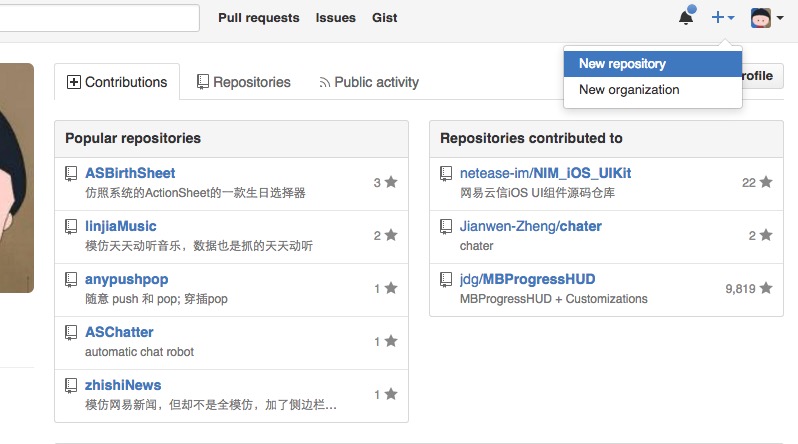 Pull requests Issues Gist
New repository
New organization
Contributions Repositories Public activity rofile
Popular repositories
ASBirthSheet
仿照系统的ActionSheet的一款生日选择器
3
linjiaMusic
模仿天天动听音乐，数据也是抓的天天动听
2
anypushpop
随意 push 和 pop; 穿插pop
1
ASChatter
automatic chat robot
1
zhishiNews
模仿网易新闻，但却不是全模仿，加了侧边栏…
1
Repositories contributed to
netease-im/NIM_iOS_UIKit
网易云信iOS UI组件源码仓库
22
Jianwen-Zheng/chater
chater
2
jdg/MBProgressHUD
MBProgressHUD + Customizations
9,819